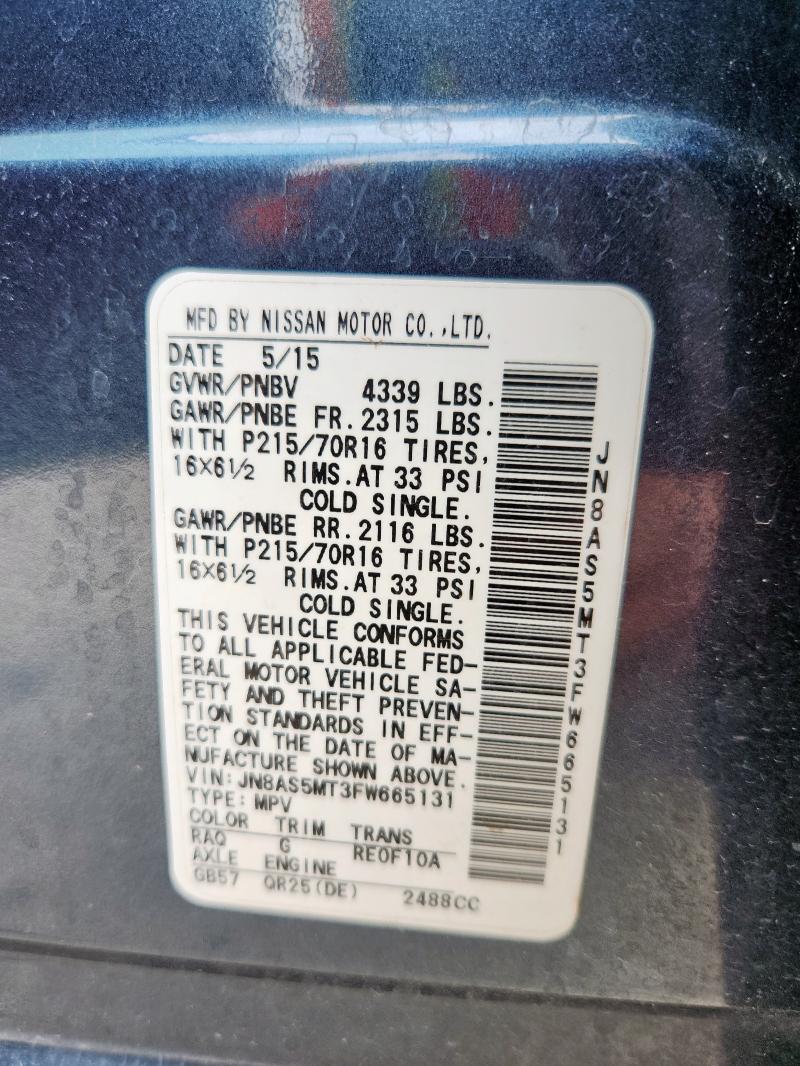 MFD BY NISSAN MOTOR CO.,LTD.
DATE 5/15
GVWR/PNBV 4339 LBS.
GAWR/PNBE FR.2315 LBS.
WITH P215/70R16 TIRES,
16X6½ RIMS.AT 33 PSI
COLD SINGLE.
GAWR/PNBE RR.2116 LBS.
WITH P215/70R16 TIRES,
16X6½ RIMS.AT 33 PSI
COLD SINGLE.
THIS VEHICLE CONFORMS
TO ALL APPLICABLE FED-
ERAL MOTOR VEHICLE SA-
FETY AND THEFT PREVEN-
TION STANDARDS IN EFF-
ECT ON THE DATE OF MA-
NUFACTURE SHOWN ABOVE.
VIN:JN8AS5MT3FW665131
TYPE:MPV
COLOR TRIM TRANS
RAQ G RE0F10A
AXLE ENGINE
GB57 QR25(DE) 2488CC
JN8AS5MT3FW665131